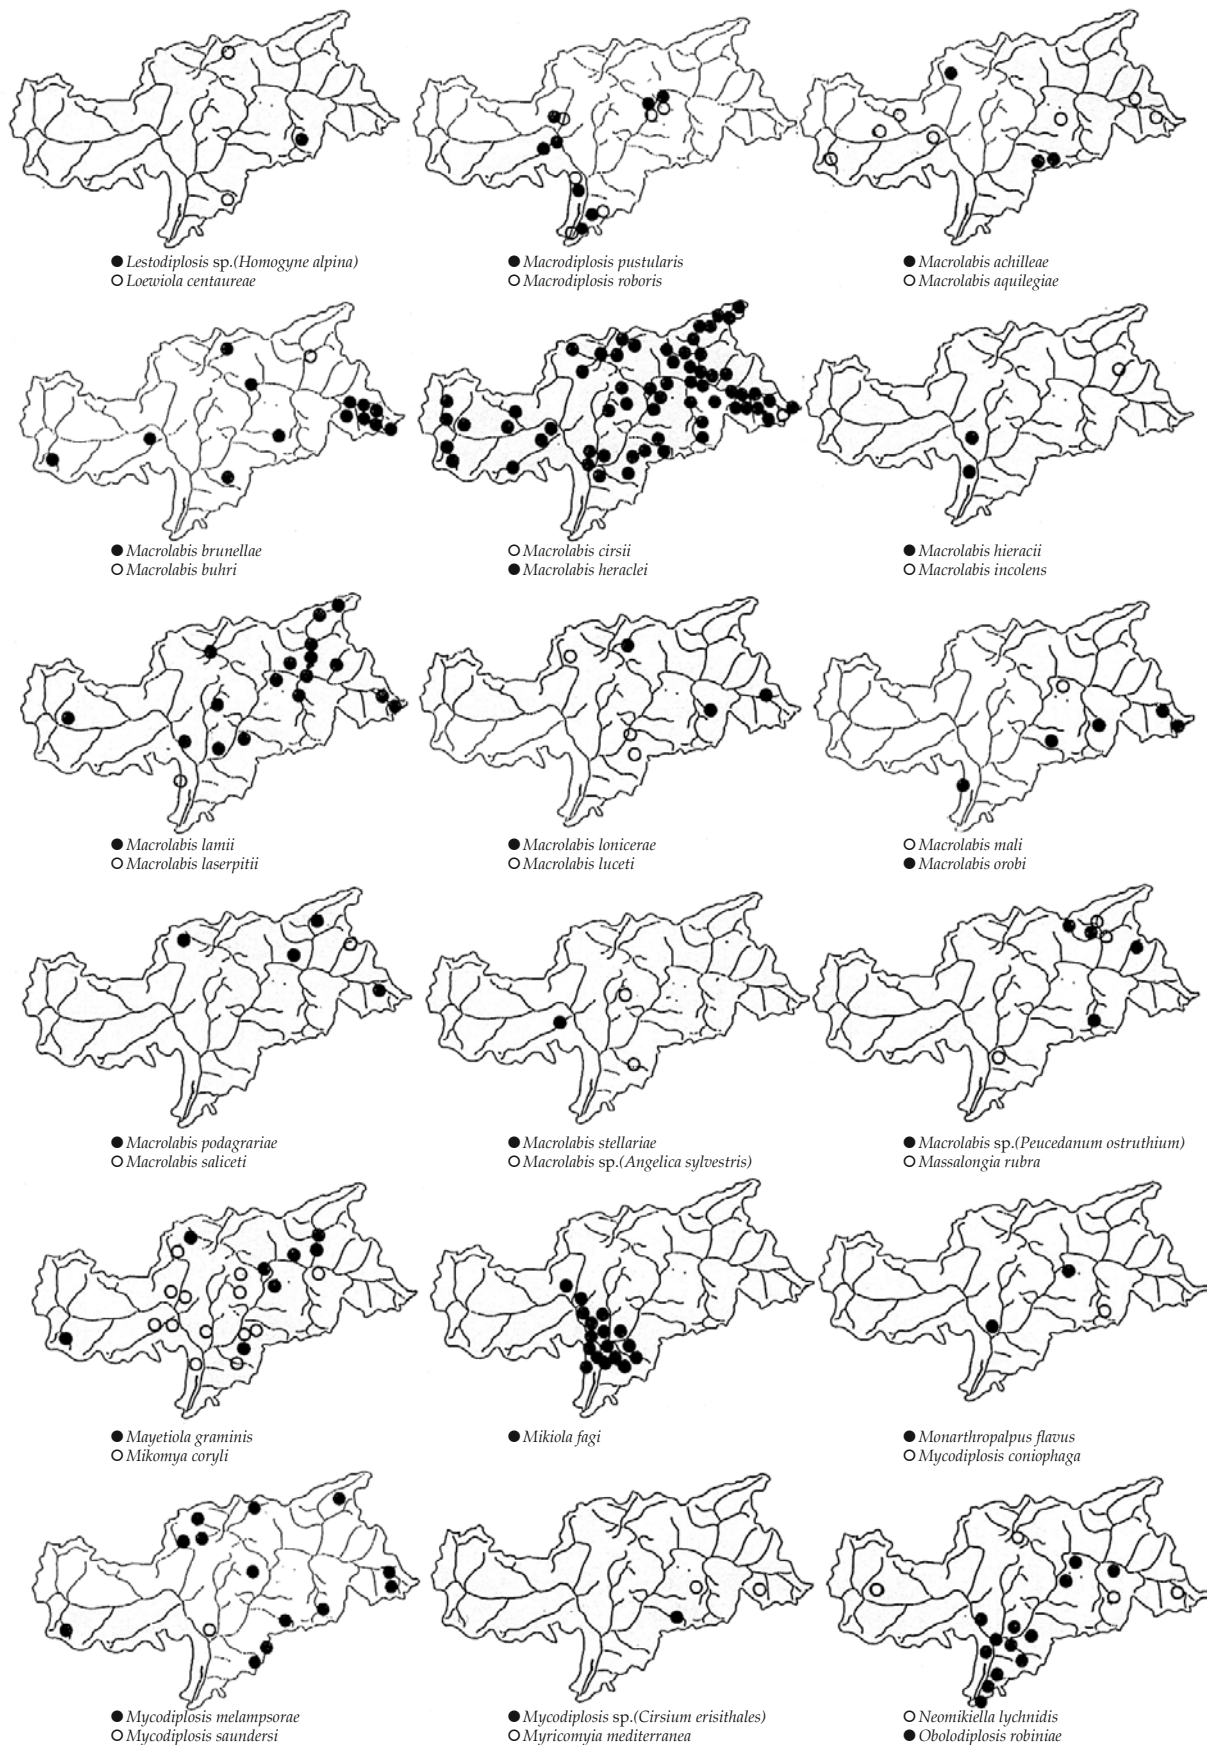 ● Lestodiplosis sp.(Homogyne alpina)
○ Loewiola centaureae
● Macrodiplosis pustularis
○ Macrodiplosis roboris
● Macrolabis achilleae
○ Macrolabis aquilegiae
● Macrolabis brunellae
○ Macrolabis buhri
○ Macrolabis cirsii
● Macrolabis heraclei
● Macrolabis hieracii
○ Macrolabis incolens
● Macrolabis lamii
○ Macrolabis laserpitii
● Macrolabis lonicerae
○ Macrolabis luceti
○ Macrolabis mali
● Macrolabis orobi
● Macrolabis podagrariae
○ Macrolabis saliceti
● Macrolabis stellariae
○ Macrolabis sp.(Angelica sylvestris)
● Macrolabis sp.(Peucedanum ostruthium)
○ Massalongia rubra
● Mayetiola graminis
○ Mikomya coryli
● Mikiola fagi
● Monarthropalpus flavus
○ Mycodiplosis coniophaga
● Mycodiplosis melampsorae
○ Mycodiplosis saundersi
● Mycodiplosis sp.(Cirsium erisithales)
○ Myricomyia mediterranea
○ Neomikiella lychnidis
● Obolodiplosis robiniae